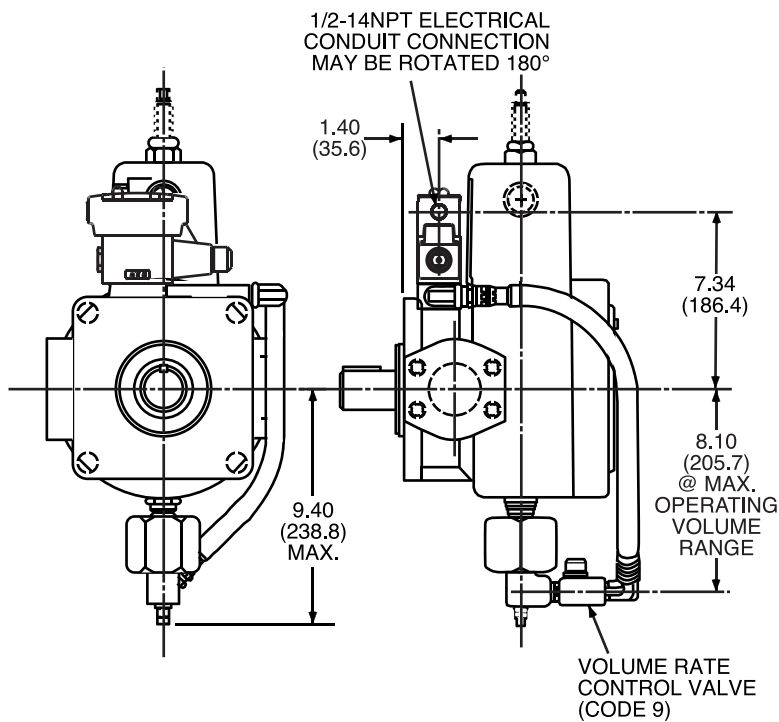 1/2-14NPT ELECTRICAL
CONDUIT CONNECTION
MAY BE ROTATED 180°
1.40
(35.6)
7.34
(186.4)
8.10
(205.7)
@ MAX.
OPERATING
VOLUME
RANGE
9.40
(238.8)
MAX.
VOLUME RATE
CONTROL VALVE
(CODE 9)